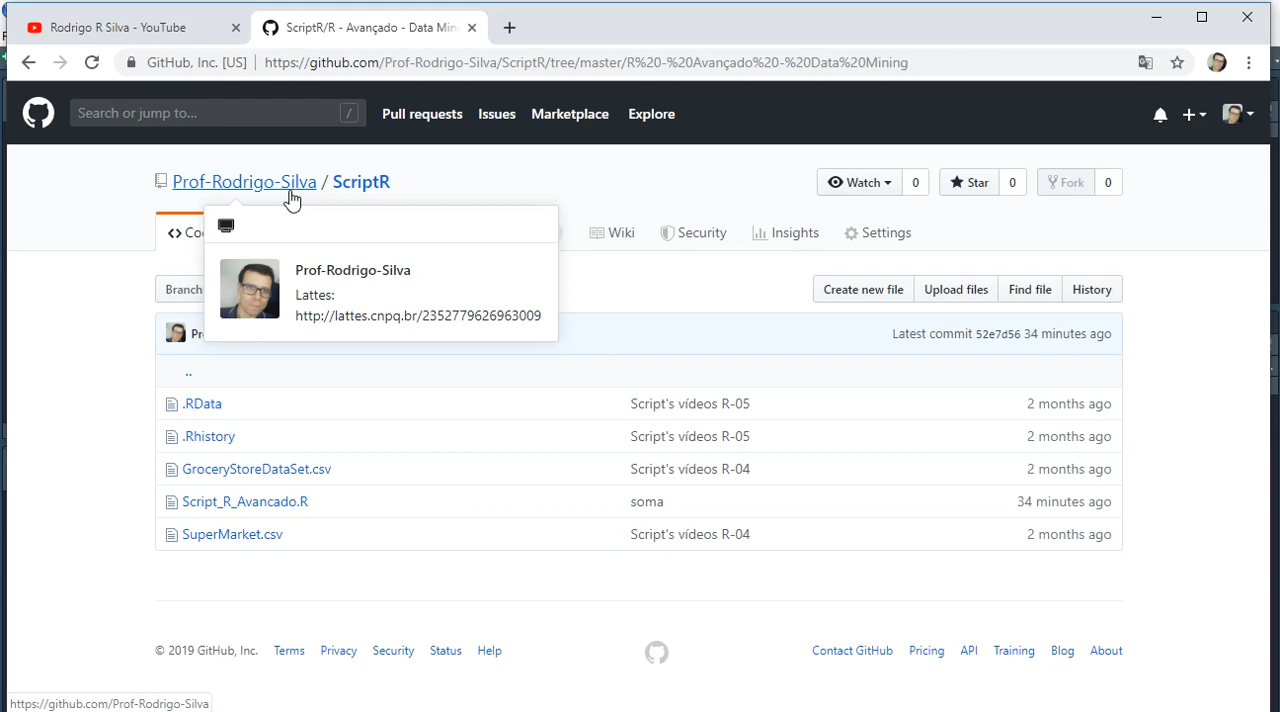 Rodrigo R Silva - YouTube
ScriptR/R - Avançado - Data Min
GitHub, Inc. [US]
https://github.com/Prof-Rodrigo-Silva/ScriptR/tree/master/R%20-%20Avançado%20-%20Data%20Mining
Search or jump to...
/
Pull requests
Issues
Marketplace
Explore
Prof-Rodrigo-Silva / ScriptR
Watch
0
Star
0
Fork
0
Co
Wiki
Security
Insights
Settings
Prof-Rodrigo-Silva
Lattes:
http://lattes.cnpq.br/2352779626963009
Branch
Create new file
Upload files
Find file
History
Pr
Latest commit 52e7d56 34 minutes ago
..
.RData Script's vídeos R-05 2 months ago
.Rhistory Script's vídeos R-05 2 months ago
GroceryStoreDataSet.csv Script's vídeos R-04 2 months ago
Script_R_Avancado.R soma 34 minutes ago
SuperMarket.csv Script's vídeos R-04 2 months ago
© 2019 GitHub, Inc. Terms Privacy Security Status Help
Contact GitHub Pricing API Training Blog About
https://github.com/Prof-Rodrigo-Silva